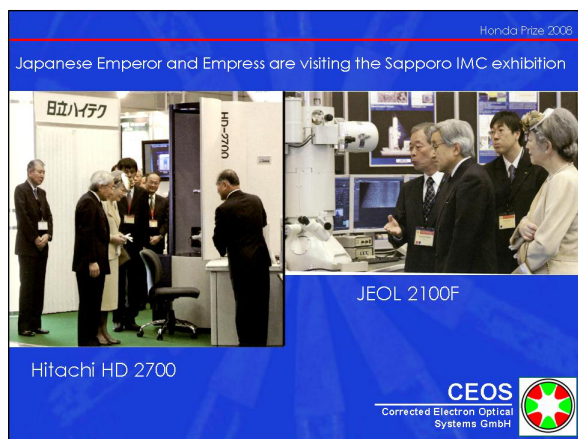 Honda Prize 2008
Japanese Emperor and Empress are visiting the Sapporo IMC exhibition
日立ハイテク
HD-2700
JEOL 2100F
Hitachi HD 2700
CEOS
Corrected Electron Optical
Systems GmbH